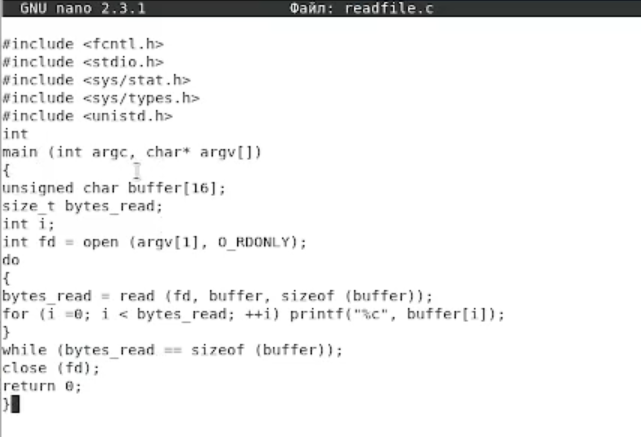 GNU nano 2.3.1 Файл: readfile.c
#include <fcntl.h>
#include <stdio.h>
#include <sys/stat.h>
#include <sys/types.h>
#include <unistd.h>
int
main (int argc, char* argv[])
{
unsigned char buffer[16];
size_t bytes_read;
int i;
int fd = open (argv[1], O_RDONLY);
do
{
bytes_read = read (fd, buffer, sizeof (buffer));
for (i =0; i < bytes_read; ++i) printf("%c", buffer[i]);
}
while (bytes_read == sizeof (buffer));
close (fd);
return 0;
}